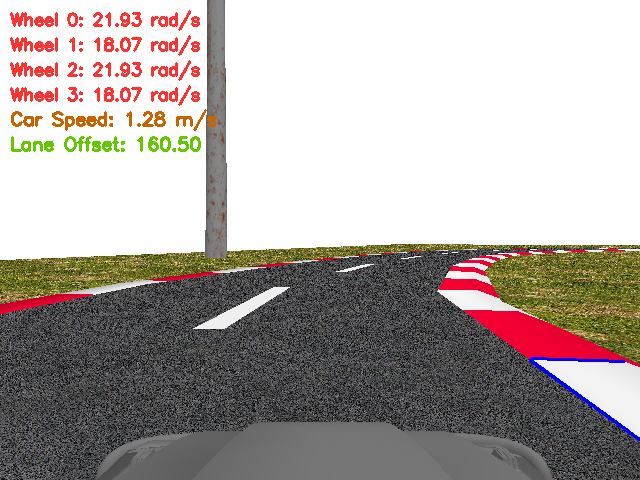 Wheel 0: 21.93 rad/s
Wheel 1: 18.07 rad/s
Wheel 2: 21.93 rad/s
Wheel 3: 18.07 rad/s
Car Speed: 1.28 m/s
Lane Offset: 160.50